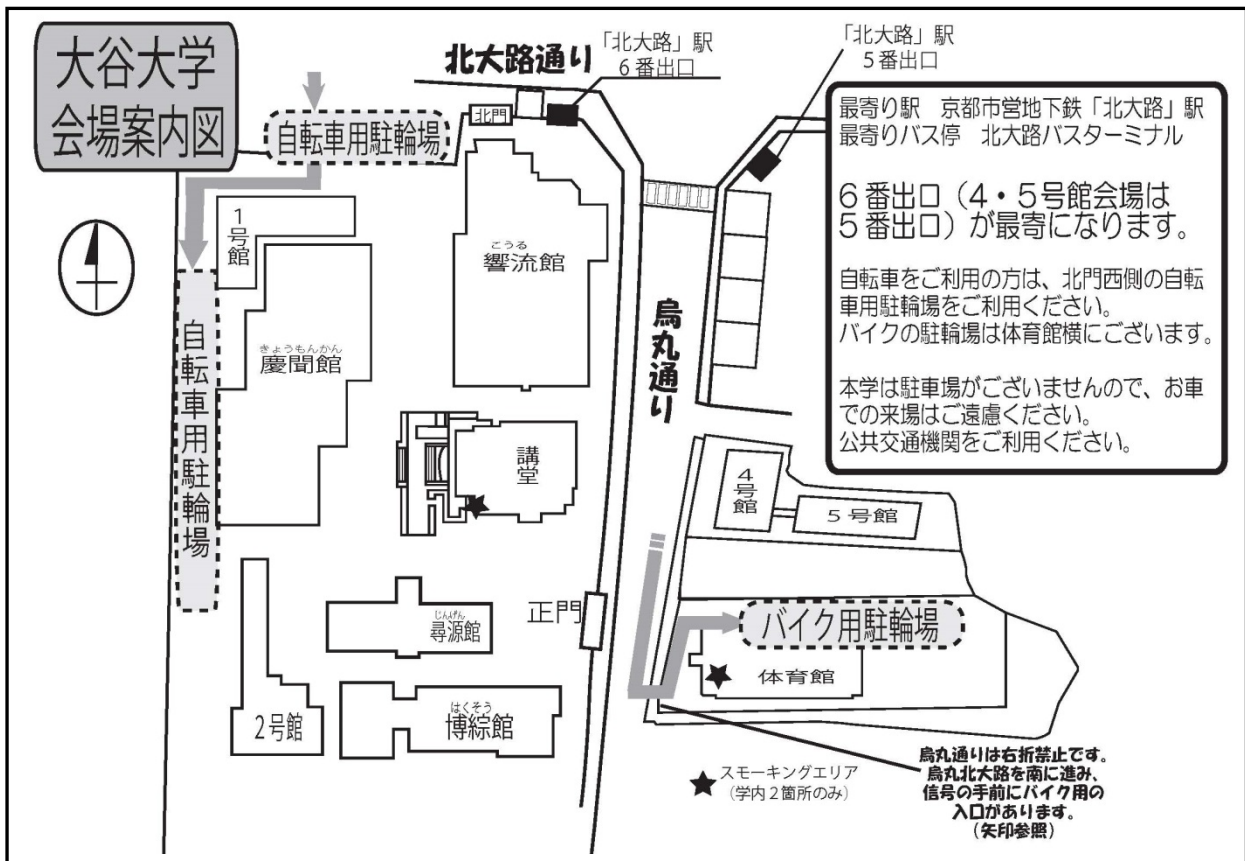 大谷大学
会場案内図
北大路通り
「北大路」駅
６番出口
「北大路」駅
５番出口
北門
自転車用駐輪場
最寄り駅　京都市営地下鉄「北大路」駅
最寄りバス停　北大路バスターミナル
６番出口（４・５号館会場は
５番出口）が最寄になります。
自転車をご利用の方は、北門西側の自転
車用駐輪場をご利用ください。
バイクの駐輪場は体育館横にございます。
本学は駐車場がございませんので、お車
での来場はご遠慮ください。
公共交通機関をご利用ください。
１号館
こうる
響流館
烏丸通り
自転車用駐輪場
きょうもんかん
慶聞館
講堂
４号館
５号館
じんげん
尋源館
正門
バイク用駐輪場
体育館
２号館
はくそう
博綜館
★スモーキングエリア
（学内２箇所のみ）
烏丸通りは右折禁止です。
烏丸北大路を南に進み、
信号の手前にバイク用の
入口があります。
（矢印参照）